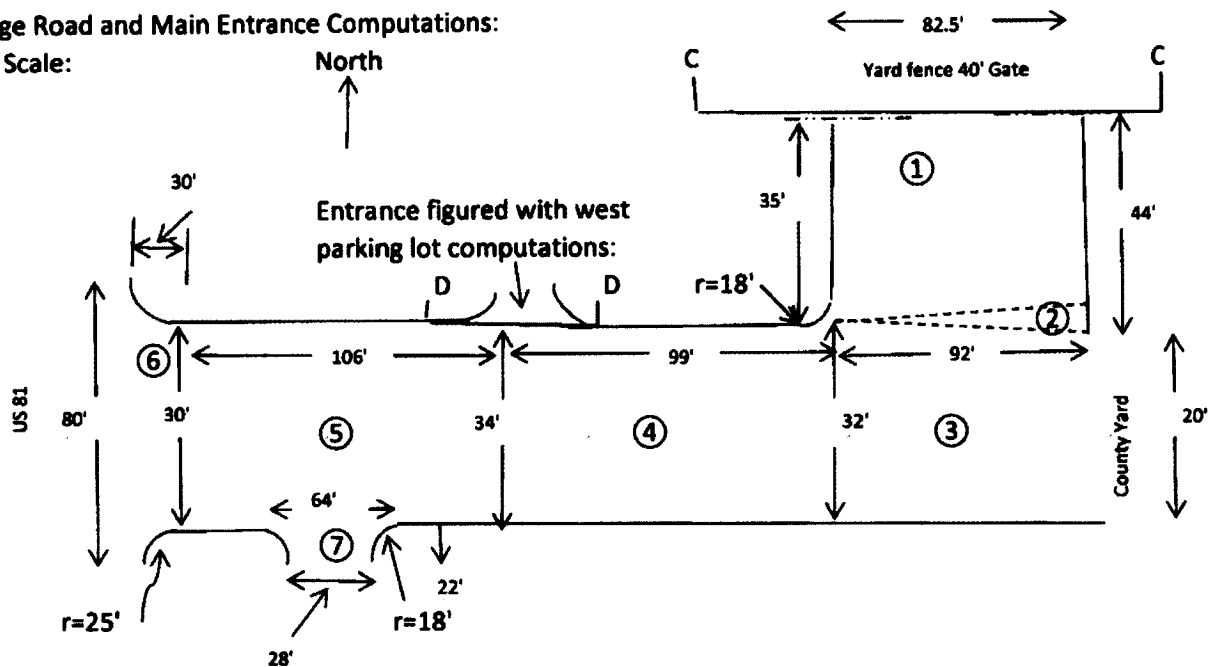 ge Road and Main Entrance Computations:
Scale:
North
82.5'
C
C
Yard fence 40' Gate
①
30'
35'
44'
Entrance figured with west
parking lot computations:
D
D
r=18'
②
⑥
106'
99'
92'
US 81
80'
30'
⑤
34'
④
32'
③
County Yard
20'
64'
⑦
22'
r=25'
r=18'
28'